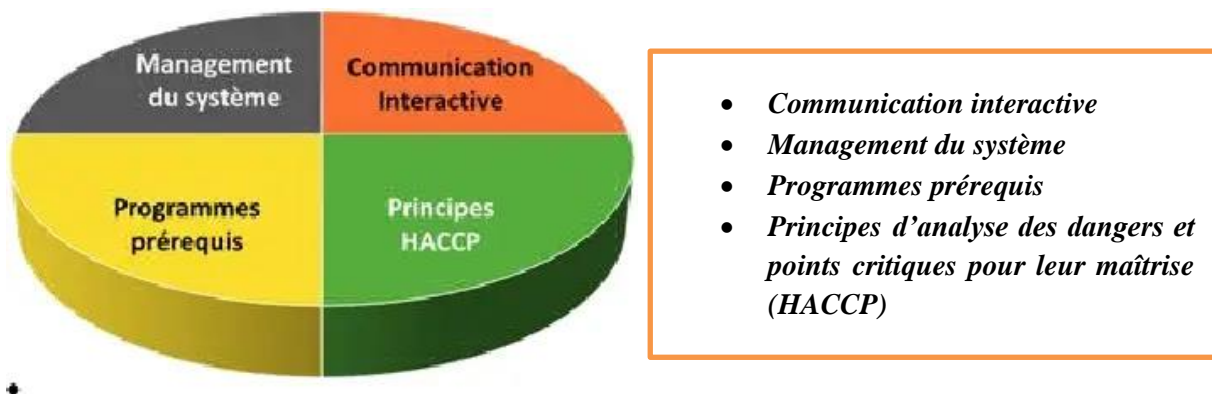 Management
du système
Communication
Interactive
Programmes
prérequis
Principes
HACCP
• Communication interactive
• Management du système
• Programmes prérequis
• Principes d’analyse des dangers et
points critiques pour leur maîtrise
(HACCP)